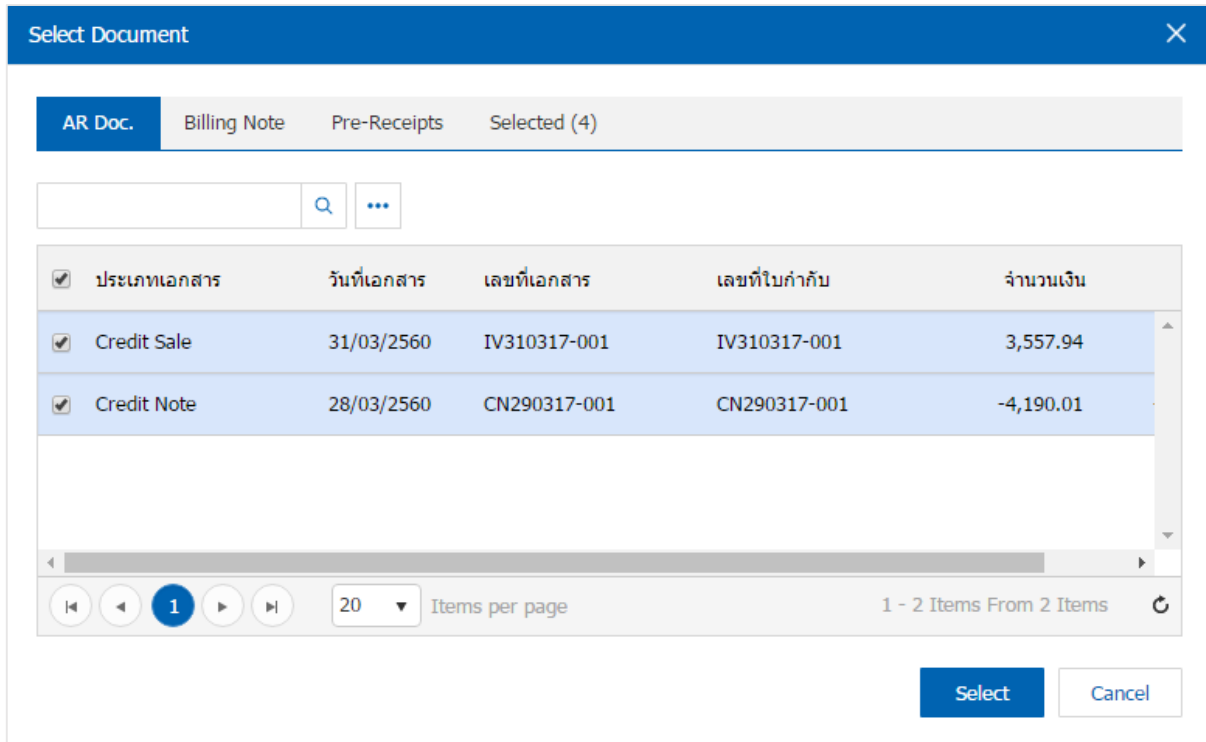 Select Document
AR Doc. Billing Note Pre-Receipts Selected (4)
ประเภทเอกสาร วันที่เอกสาร เลขที่เอกสาร เลขที่ใบกำกับ จำนวนเงิน
Credit Sale 31/03/2560 IV310317-001 IV310317-001 3,557.94
Credit Note 28/03/2560 CN290317-001 CN290317-001 -4,190.01
1 20 Items per page 1 - 2 Items From 2 Items
Select Cancel